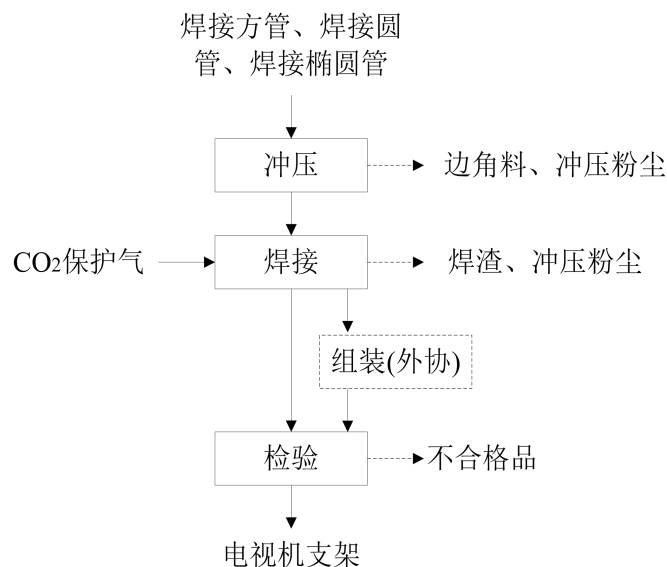 焊接方管、焊接圆
管、焊接椭圆管
冲压
边角料、冲压粉尘
CO2保护气
焊接
焊渣、冲压粉尘
组装(外协)
检验
不合格品
电视机支架